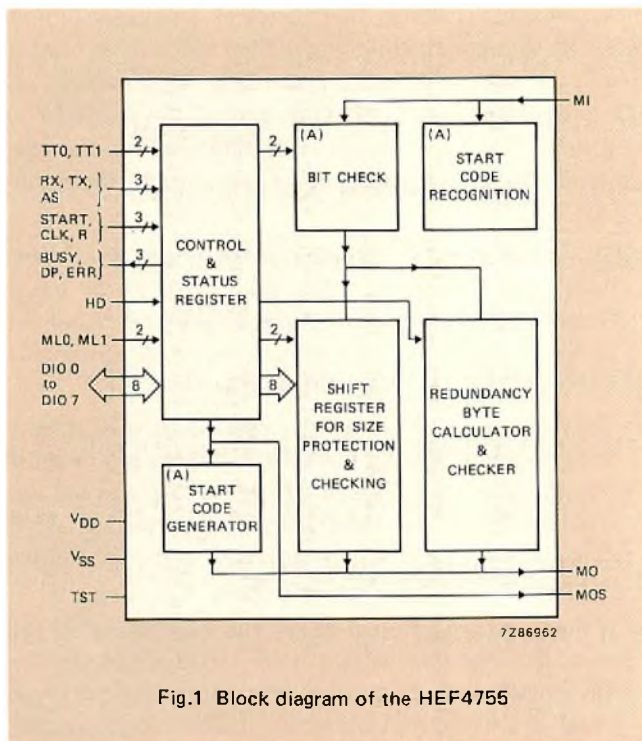 MI
TT0, TT1
2
2
(A)
BIT CHECK
(A)
START
CODE
RECOGNITION
RX, TX,
AS
3
START,
CLK, R
3
BUSY,
DP, ERR
3
CONTROL
&
STATUS
REGISTER
HD
ML0, ML1
2
2
DIO 0
to
DIO 7
8
8
SHIFT
REGISTER
FOR SIZE
PROTECTION
&
CHECKING
REDUNDANCY
BYTE
CALCULATOR
&
CHECKER
(A)
START
CODE
GENERATOR
VDD
VSS
TST
MO
MOS
7Z86962
Fig.1 Block diagram of the HEF4755